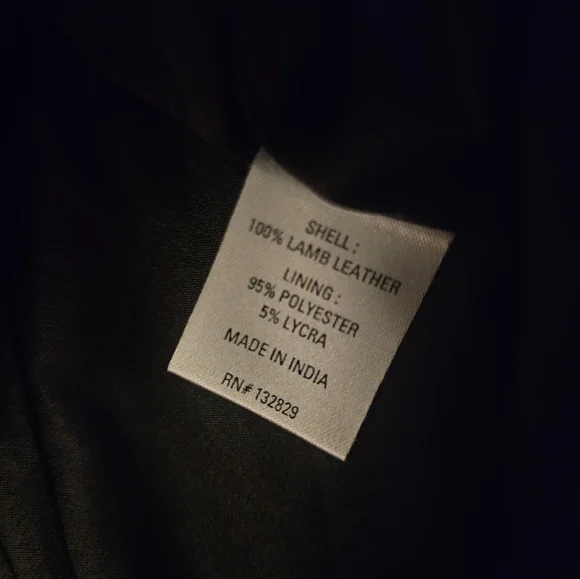 SHELL :
100% LAMB LEATHER
LINING :
95% POLYESTER
5% LYCRA
MADE IN INDIA
RN# 132829